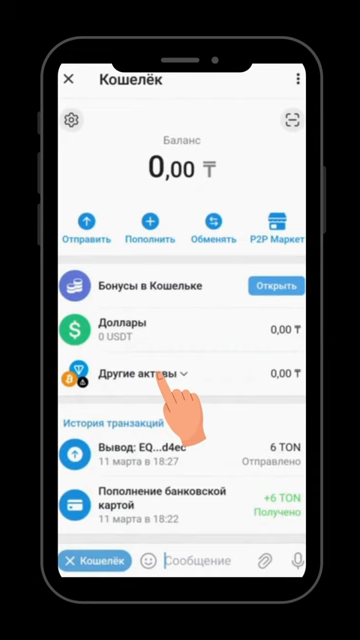 Кошелёк
Баланс
0,00 ₸
Отправить Пополнить Обменять P2P Маркет
Бонусы в Кошельке Открыть
Доллары
0 USDT 0,00 ₸
Другие активы 0,00 ₸
История транзакций
Вывод: EQ...d4ec 6 TON
11 марта в 18:27 Отправлено
Пополнение банковской
картой +6 TON
11 марта в 18:22 Получено
Кошелёк Сообщение